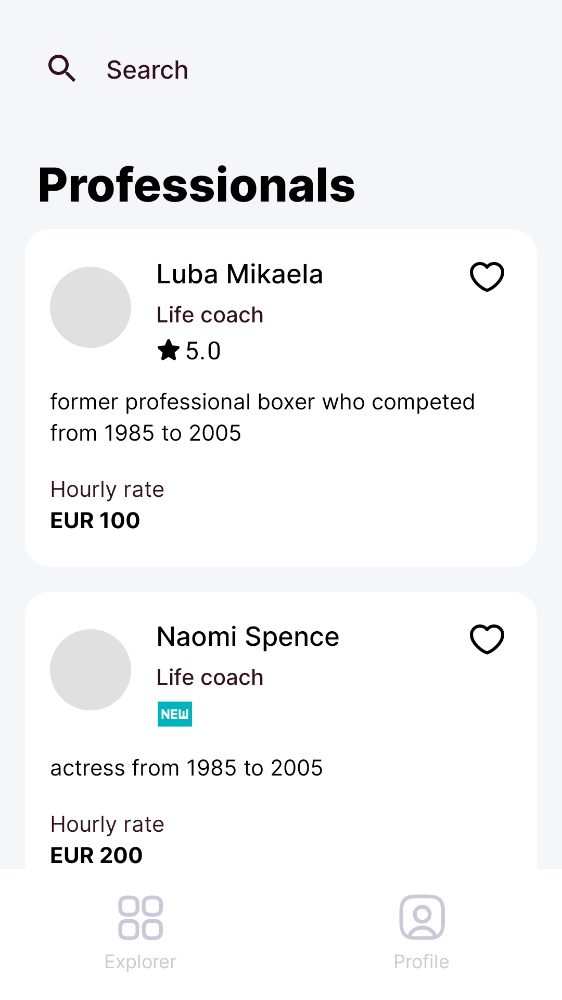 Search
Professionals
Luba Mikaela
Life coach
5.0
former professional boxer who competed
from 1985 to 2005
Hourly rate
EUR 100
Naomi Spence
Life coach
NEW
actress from 1985 to 2005
Hourly rate
EUR 200
Explorer
Profile